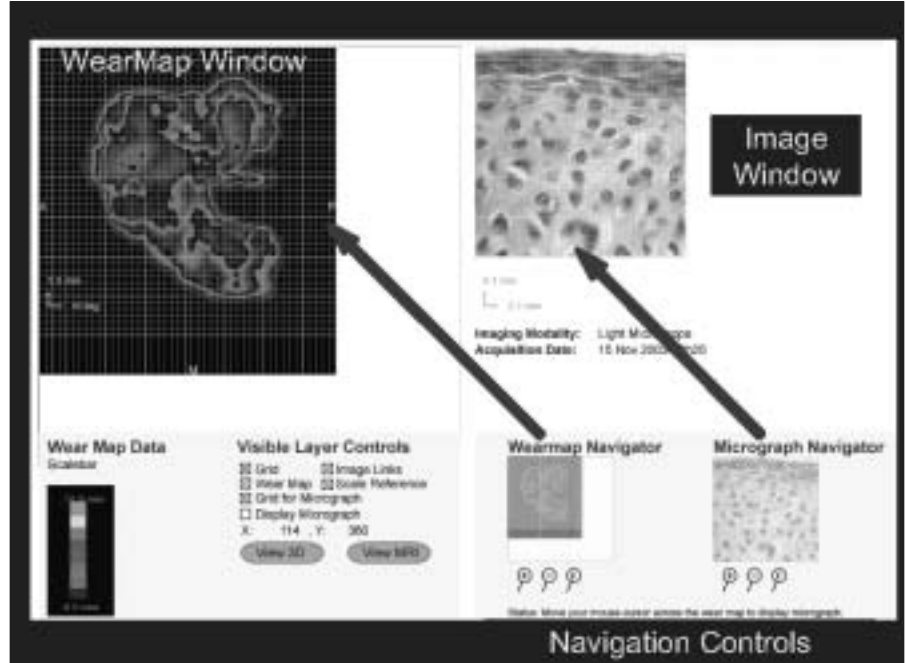 WearMap Window
Image
Window
Imaging Modality: Light
Acquisition Date: 15 Nov
Wear Map Data
Scalebar
Visible Layer Controls
Grid Image Links
Wear Map Scale Reference
Grid for Micrograph
Display Micrograph
X: 114 , Y: 360
View 3D View MRI
Wearmap Navigator
Micrograph Navigator
Status: Move your mouse cursor across the wear map to display micrograph.
Navigation Controls